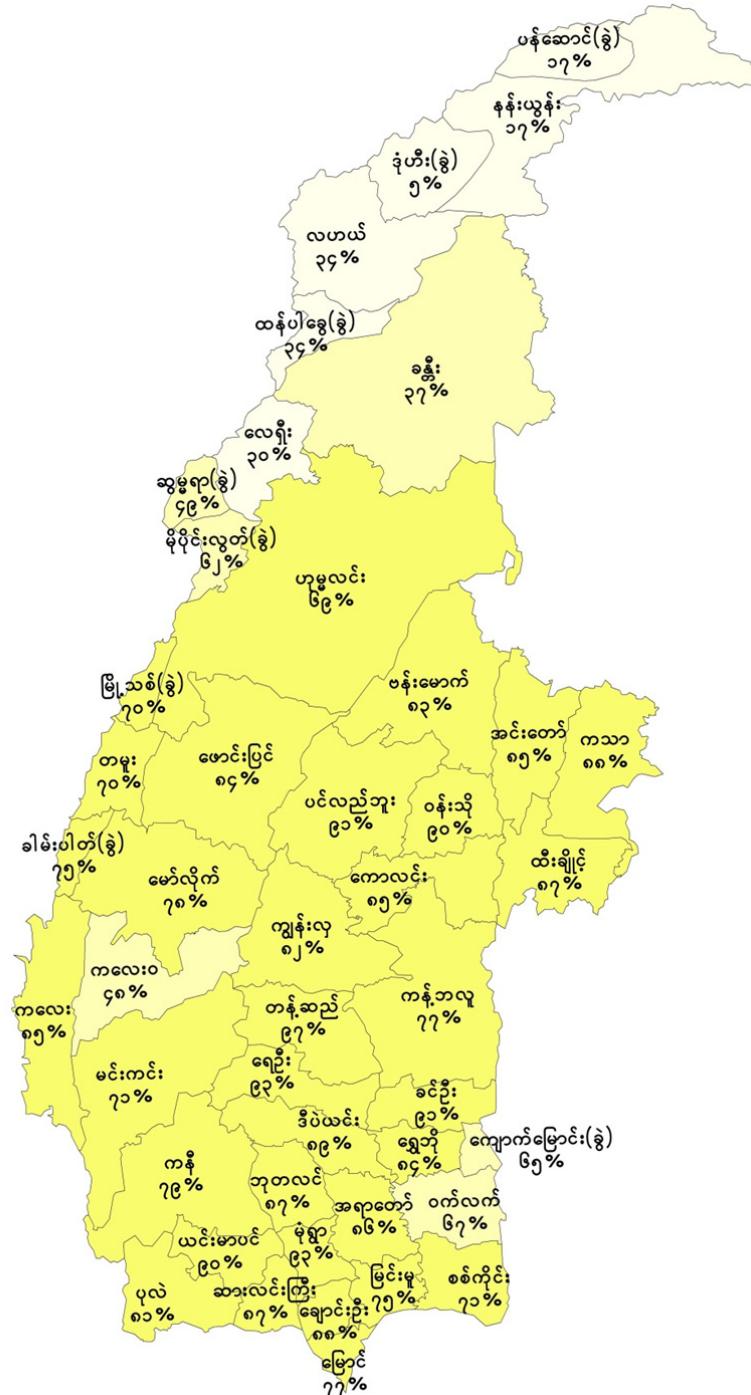 ပန်ဆောင်(ခွဲ)
၁၇%
နန်းယွန်း
၁၇%
ဒုံဟီး(ခွဲ)
၅%
လဟယ်
၃၄%
ထန်ပါခွေ(ခွဲ)
၃၄%
ခန္တီး
၃၇%
လေရှီး
၃၀%
ဆွမ္မရာ(ခွဲ)
၄၉%
မိုပိုင်းလွတ်(ခွဲ)
၆၂%
ဟုမ္မလင်း
၆၉%
ဗန်းမောက်
၈၃%
မြို့သစ်(ခွဲ)
၇၀%
အင်းတော်
၈၅%
ကသာ
၈၈%
တမူး
၇၀%
ဖောင်းပြင်
၈၄%
ပင်လည်ဘူး
၉၁%
ဝန်းသို
၉၀%
ခါမ်းပါတ်(ခွဲ)
၇၅%
မော်လိုက်
၇၈%
ကောလင်း
၈၅%
ထီးချိုင့်
၈၇%
ကျွန်းလှ
၈၂%
ကလေးဝ
၄၈%
ကလေး
၈၅%
တန့်ဆည်
၉၇%
ကန့်ဘလူ
၇၇%
မင်းကင်း
၇၁%
ရေဦး
၉၃%
ခင်ဦး
၉၁%
ဒီပဲယင်း
၈၉%
ရွှေဘို
၈၄%
ကျောက်မြောင်း(ခွဲ)
၆၅%
ကနီ
၇၉%
ဘုတလင်
၈၇%
အရာတော်
၈၆%
ဝက်လက်
၆၇%
ယင်းမာပင်
၉၀%
မုံရွာ
၉၃%
မြင်းမူ
၇၅%
စစ်ကိုင်း
၇၁%
ပုလဲ
၈၁%
ဆားလင်းကြီး
၈၇%
ချောင်းဦး
၈၈%
မြောင်
၇၇%